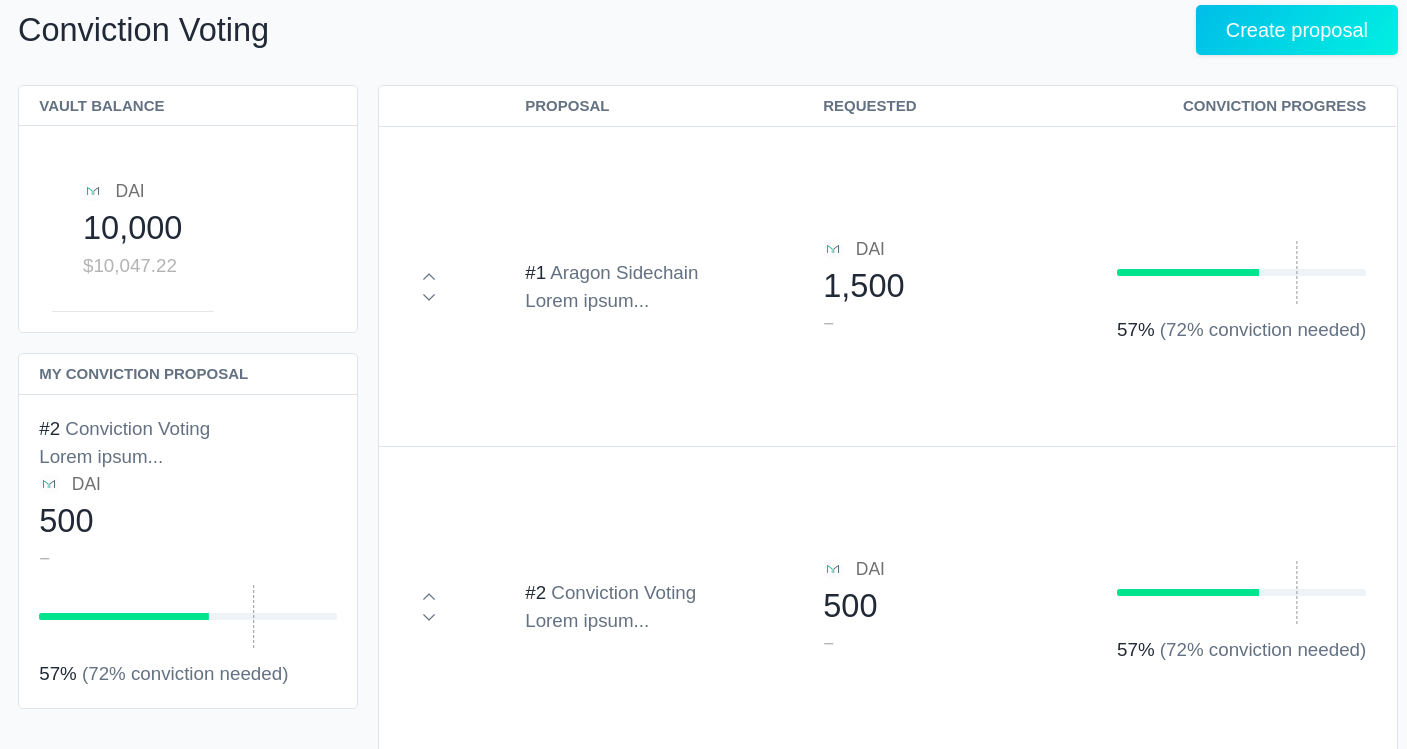 Conviction Voting
Create proposal
VAULT BALANCE
DAI
10,000
$10,047.22
MY CONVICTION PROPOSAL
#2 Conviction Voting
Lorem ipsum...
DAI
500
–
57% (72% conviction needed)
PROPOSAL REQUESTED CONVICTION PROGRESS
#1 Aragon Sidechain
Lorem ipsum...
DAI
1,500
–
57% (72% conviction needed)
#2 Conviction Voting
Lorem ipsum...
DAI
500
–
57% (72% conviction needed)